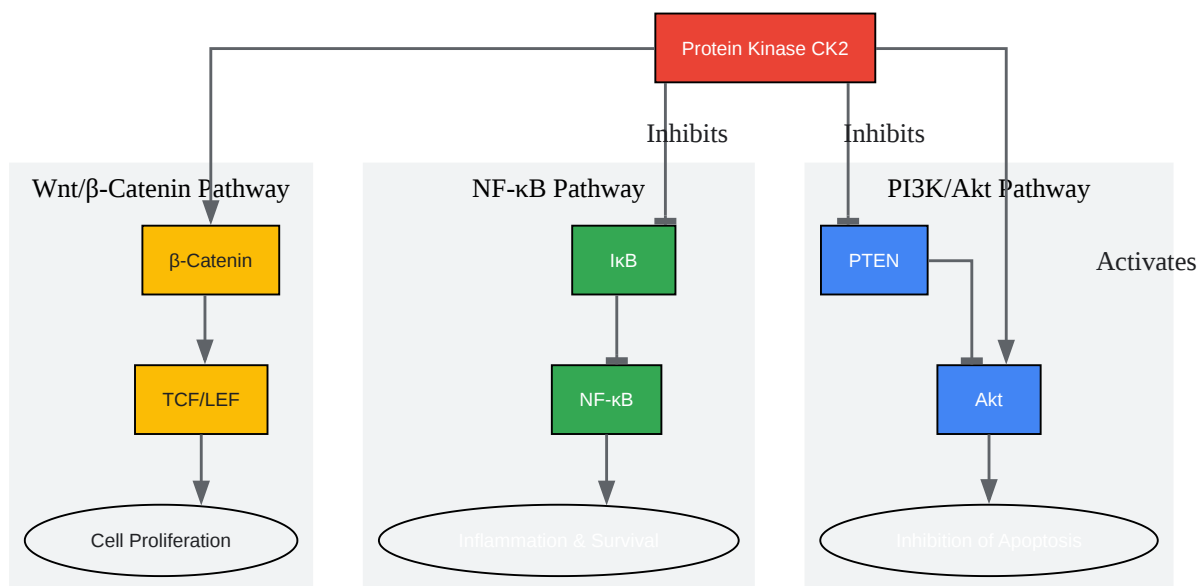 Protein Kinase CK2
Inhibits
Inhibits
Wnt/β-Catenin Pathway
NF-κB Pathway
PI3K/Akt Pathway
β-Catenin
IκB
PTEN
Activates
TCF/LEF
NF-κB
Akt
Cell Proliferation
Inflammation & Survival
Inhibition of Apoptosis